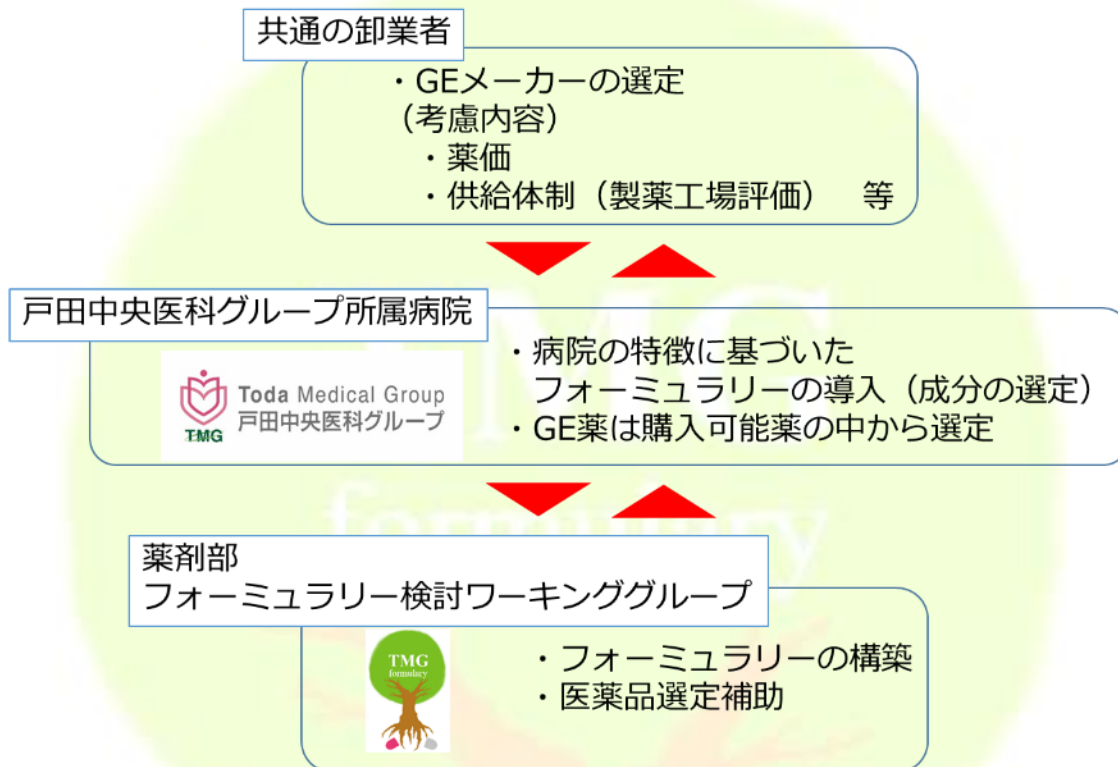 共通の卸業者
・GEメーカーの選定
（考慮内容）
・薬価
・供給体制（製薬工場評価）　等
戸田中央医科グループ所属病院
・病院の特徴に基づいた
フォーミュラリーの導入（成分の選定）
・GE薬は購入可能薬の中から選定
Toda Medical Group
戸田中央医科グループ
TMG
薬剤部
フォーミュラリー検討ワーキンググループ
・フォーミュラリーの構築
・医薬品選定補助
TMG
formulary
TMG
formulary